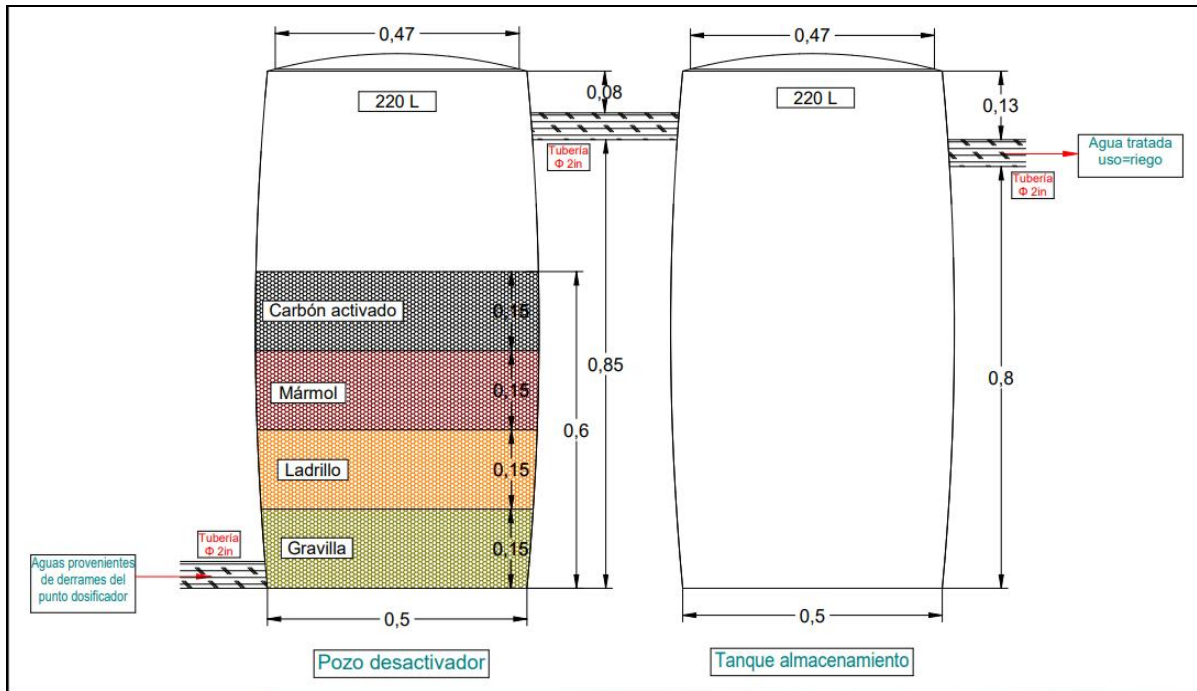 0,47
0,47
220 L
0,08
220 L
0,13
Tubería
Φ 2in
Agua tratada
uso=riego
Tubería
Φ 2in
Carbón activado
0,15
0,85
Mármol
0,15
0,6
0,8
Ladrillo
0,15
Tubería
Φ 2in
Gravilla
0,15
Aguas provenientes
de derrames del
punto dosificador
0,5
0,5
Pozo desactivador
Tanque almacenamiento